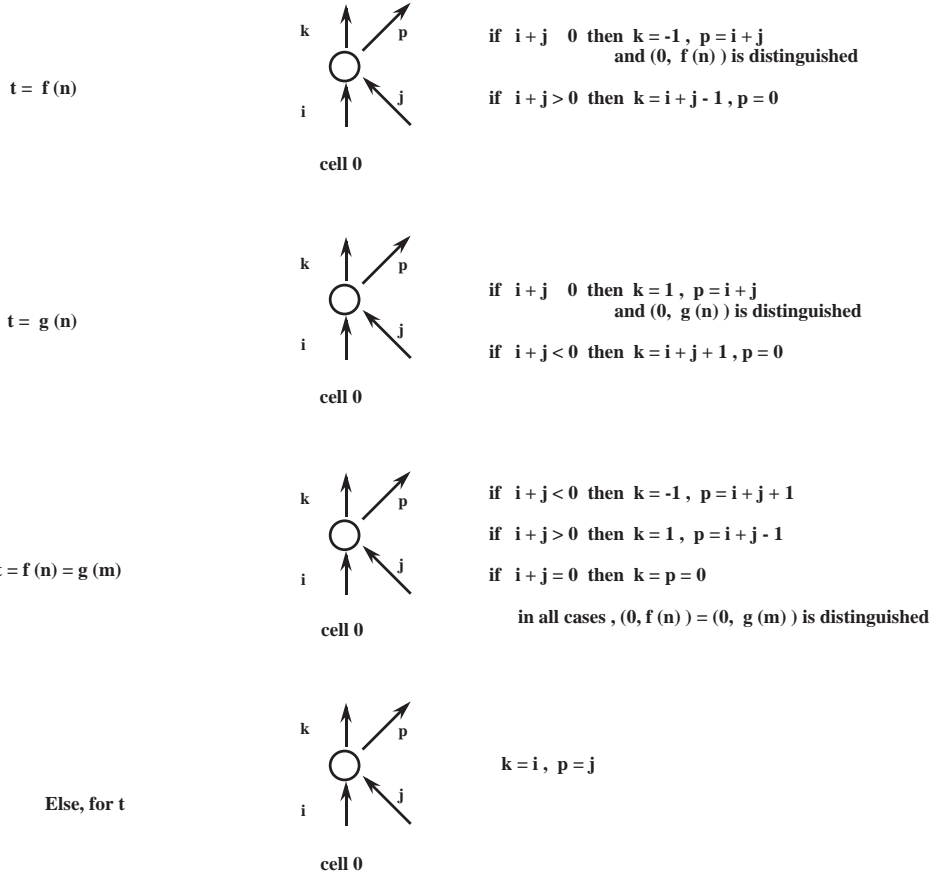 k
p
if i + j 0 then k = -1 , p = i + j
and (0, f (n) ) is distinguished
t = f (n)
i
j
if i + j > 0 then k = i + j - 1 , p = 0
cell 0
k
p
if i + j 0 then k = 1 , p = i + j
and (0, g (n) ) is distinguished
t = g (n)
i
j
if i + j < 0 then k = i + j + 1 , p = 0
cell 0
k
p
if i + j < 0 then k = -1 , p = i + j + 1
if i + j > 0 then k = 1 , p = i + j - 1
t = f (n) = g (m)
i
j
if i + j = 0 then k = p = 0
in all cases , (0, f (n) ) = (0, g (m) ) is distinguished
cell 0
k
p
k = i , p = j
Else, for t
i
j
cell 0